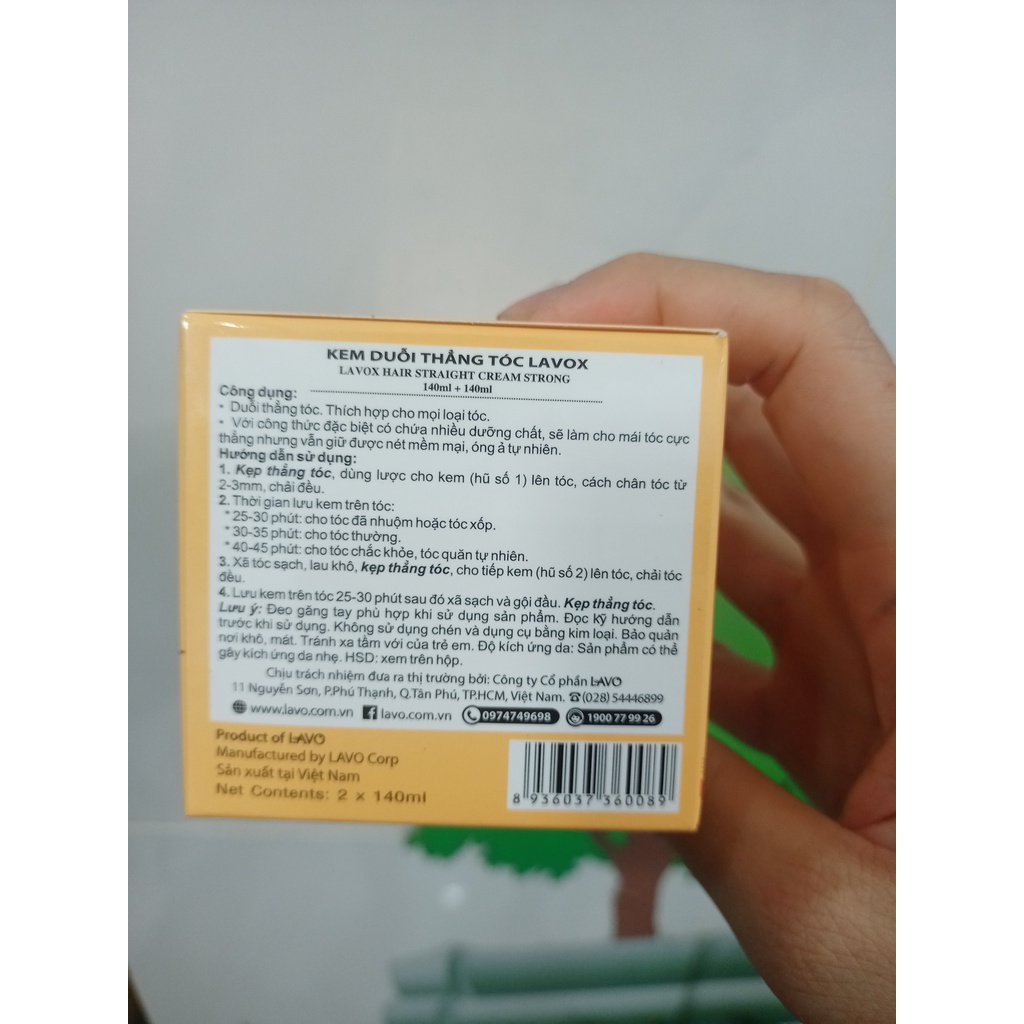 KEM DUỖI THẲNG TÓC LAVOX
LAVOX HAIR STRAIGHT CREAM STRONG
140ml + 140ml
Công dụng:
• Duỗi thẳng tóc. Thích hợp cho mọi loại tóc.
• Với công thức đặc biệt có chứa nhiều dưỡng chất, sẽ làm cho mái tóc cực
thẳng nhưng vẫn giữ được nét mềm mại, óng ả tự nhiên.
Hướng dẫn sử dụng:
1. Kẹp thẳng tóc, dùng lược cho kem (hũ số 1) lên tóc, cách chân tóc từ
2-3mm, chải đều.
2. Thời gian lưu kem trên tóc:
* 25-30 phút: cho tóc đã nhuộm hoặc tóc xốp.
* 30-35 phút: cho tóc thường.
* 40-45 phút: cho tóc chắc khỏe, tóc quăn tự nhiên.
3. Xã tóc sạch, lau khô, kẹp thẳng tóc, cho tiếp kem (hũ số 2) lên tóc, chải tóc
đều.
4. Lưu kem trên tóc 25-30 phút sau đó xã sạch và gội đầu. Kẹp thẳng tóc.
Lưu ý: Đeo găng tay phù hợp khi sử dụng sản phẩm. Đọc kỹ hướng dẫn
trước khi sử dụng. Không sử dụng chén và dụng cụ bằng kim loại. Bảo quản
nơi khô, mát. Tránh xa tầm với của trẻ em. Độ kích ứng da: Sản phẩm có thể
gây kích ứng da nhẹ. HSD: xem trên hộp.
Chịu trách nhiệm đưa ra thị trường bởi: Công ty Cổ phần LAVO
11 Nguyễn Sơn, P.Phú Thạnh, Q.Tân Phú, TP.HCM, Việt Nam. ☎(028) 54446899
www.lavo.com.vn lavo.com.vn 0974749698 1900 77 99 26
Product of LAVO
Manufactured by LAVO Corp
Sản xuất tại Việt Nam
Net Contents: 2 x 140ml
8 936037 360089